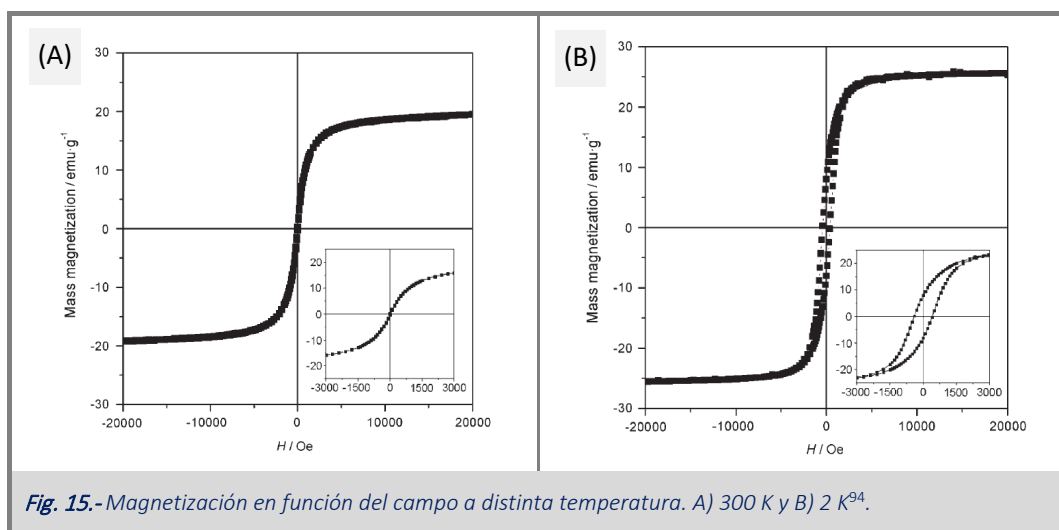 (A)
30
20
10
0
-10
-20
-30
Mass magnetization / emu·g⁻¹
-20000 -10000 0 10000 20000
H / Oe
20
10
0
-10
-20
-3000 -1500 0 1500 3000
(B)
30
20
10
0
-10
-20
-30
Mass magnetization / emu·g⁻¹
-20000 -10000 0 10000 20000
H / Oe
20
10
0
-10
-20
-3000 -1500 0 1500 3000
Fig. 15.- Magnetización en función del campo a distinta temperatura. A) 300 K y B) 2 K⁹⁴.